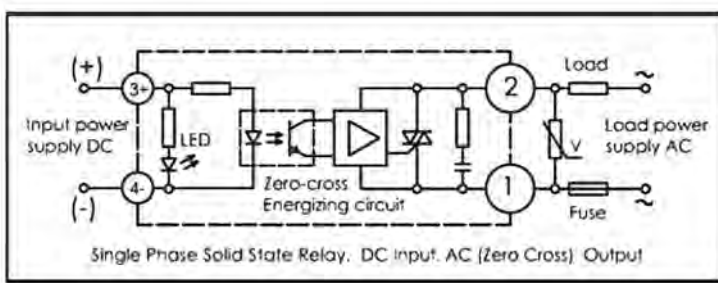 (+)
3+
2
Load
~
Input power
supply DC
LED
V
Load power
supply AC
Zero-cross
Energizing circuit
4-
1
(-)
Fuse
~
Single Phase Solid State Relay. DC Input. AC (Zero Cross) Output